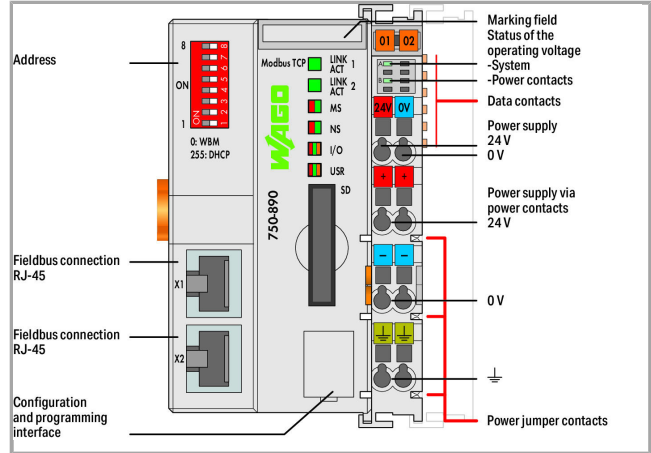 Address
8
ON
1
8
7
6
5
4
3
2
1
ON
0: WBM
255: DHCP
Fieldbus connection
RJ-45
X1
Fieldbus connection
RJ-45
X2
Configuration
and programming
interface
Modbus TCP
LINK
ACT 1
LINK
ACT 2
MS
NS
I/O
USR
SD
WAGO
750-890
01 02
A
B
24V 0V
+ +
− −
Marking field
Status of the
operating voltage
-System
-Power contacts
Data contacts
Power supply
24 V
0 V
Power supply via
power contacts
24 V
0 V
Power jumper contacts